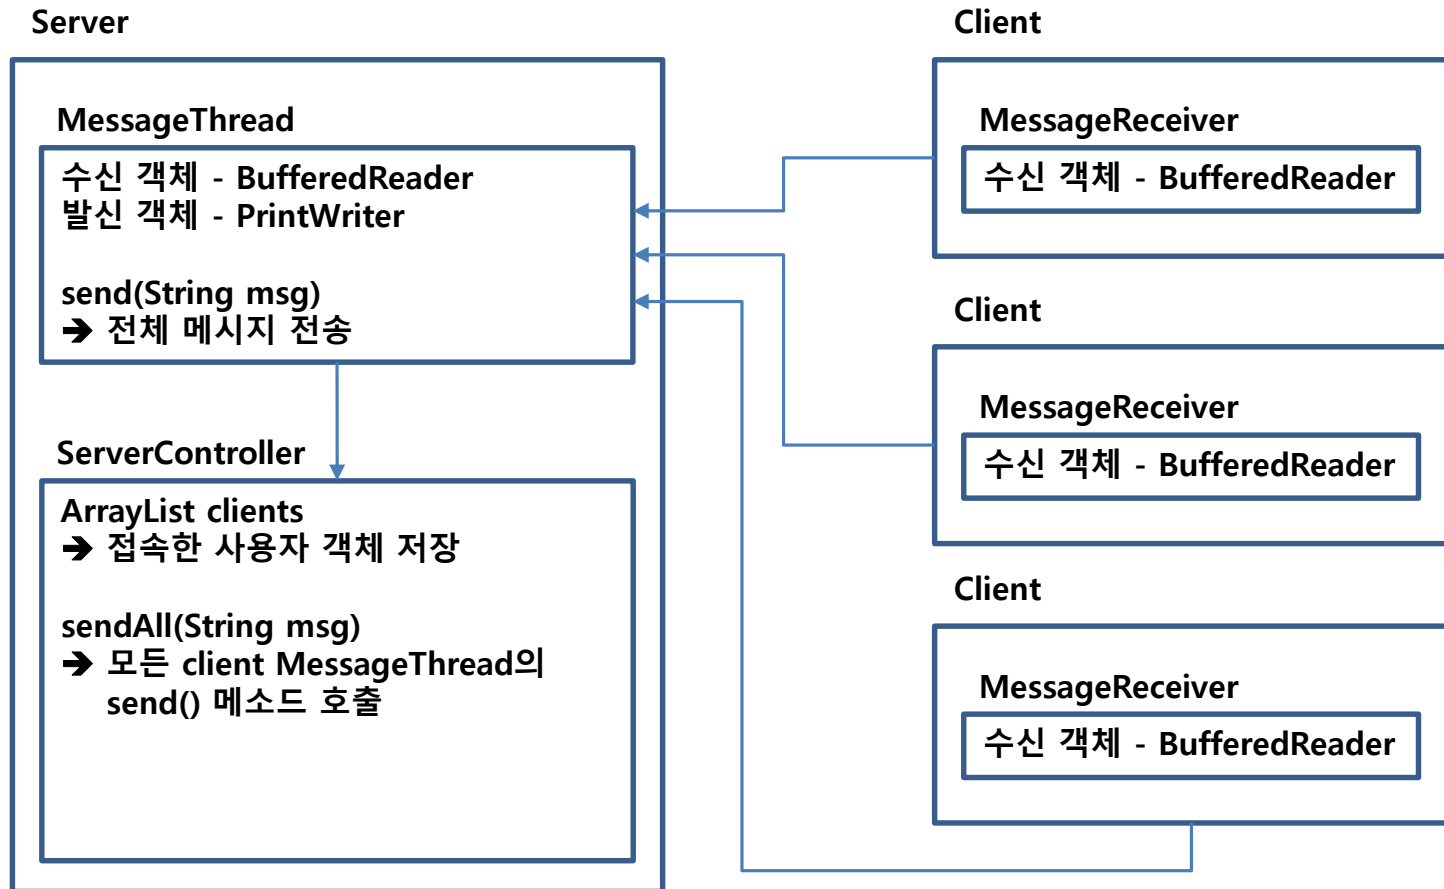 Server
MessageThread
수신 객체 - BufferedReader
발신 객체 - PrintWriter
send(String msg)
➔ 전체 메시지 전송
ServerController
ArrayList clients
➔ 접속한 사용자 객체 저장
sendAll(String msg)
➔ 모든 client MessageThread의
send() 메소드 호출
Client
MessageReceiver
수신 객체 - BufferedReader
Client
MessageReceiver
수신 객체 - BufferedReader
Client
MessageReceiver
수신 객체 - BufferedReader